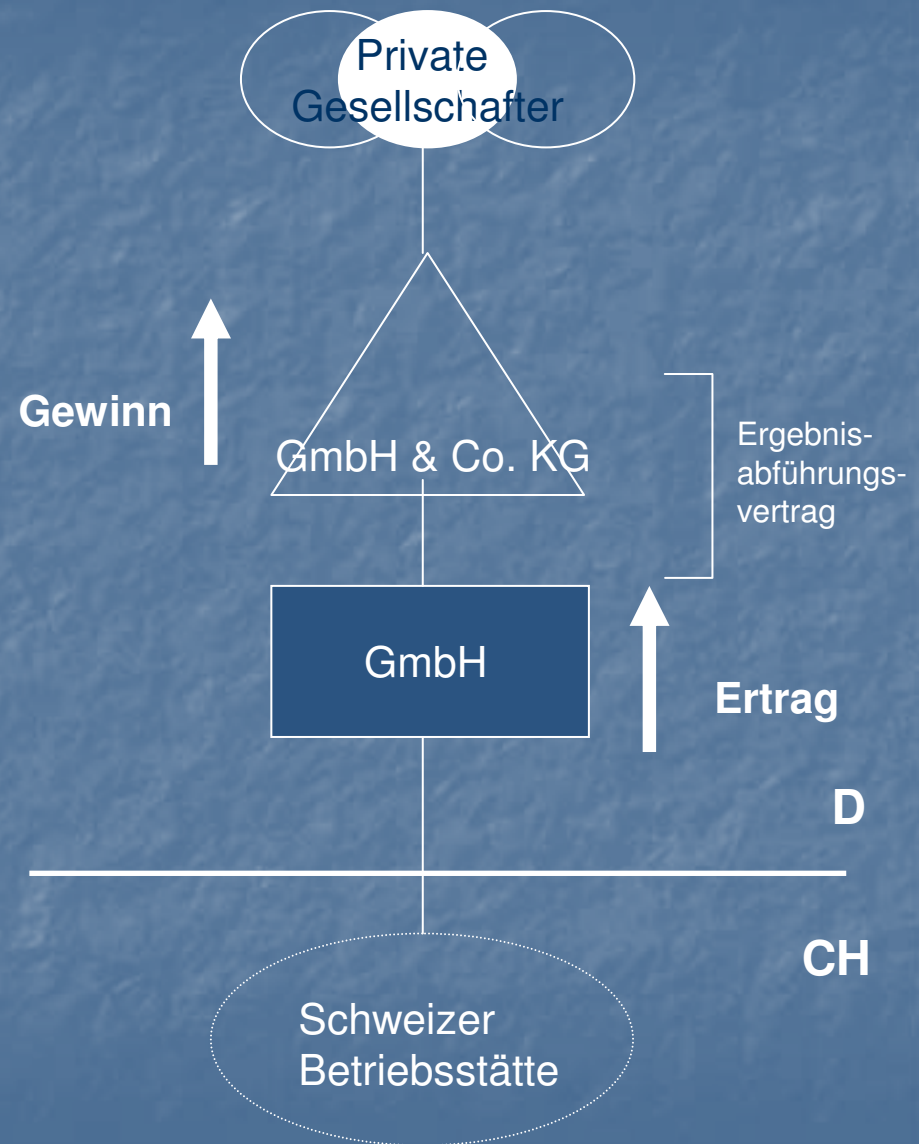 Private
Gesellschafter
Gewinn
GmbH & Co. KG
Ergebnis-
abführungs-
vertrag
GmbH
Ertrag
D
CH
Schweizer
Betriebsstätte